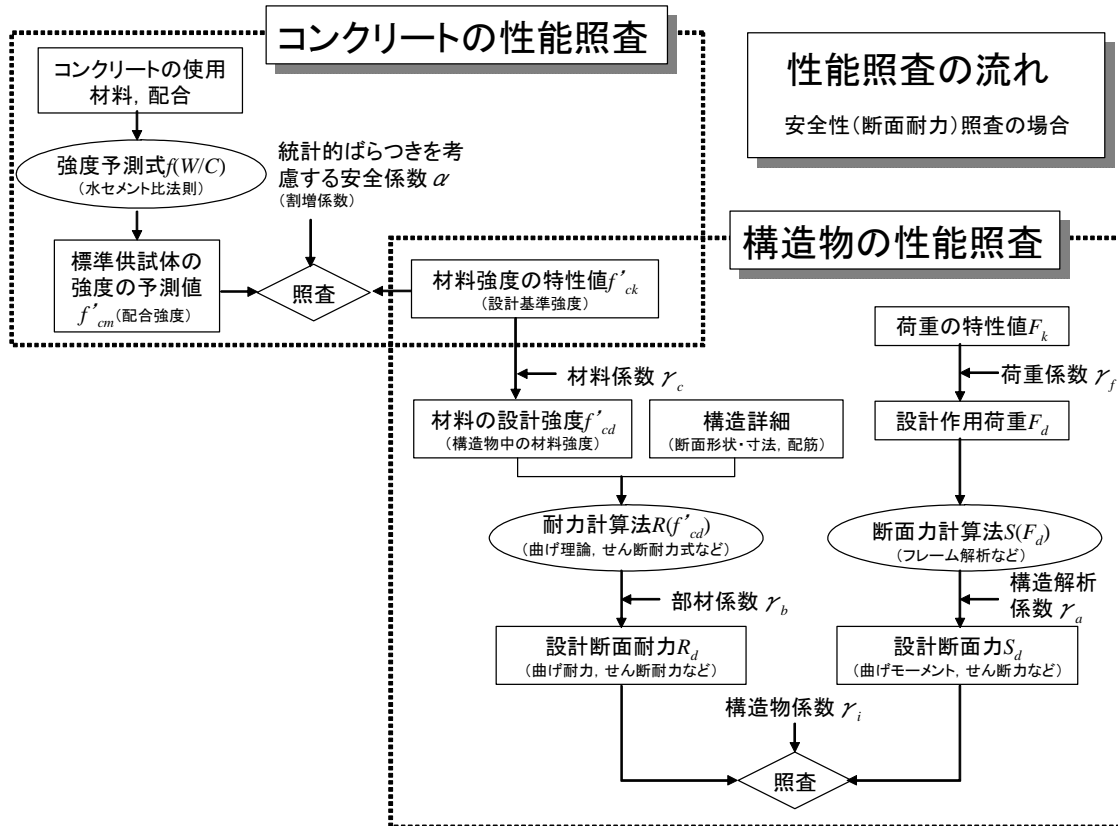 コンクリートの性能照査
性能照査の流れ
安全性(断面耐力)照査の場合
コンクリートの使用
材料, 配合
強度予測式f(W/C)
(水セメント比法則)
統計的ばらつきを考
慮する安全係数 α
(割増係数)
標準供試体の
強度の予測値
f'cm(配合強度)
照査
材料強度の特性値f'ck
(設計基準強度)
構造物の性能照査
荷重の特性値Fk
材料係数 γc
荷重係数 γf
材料の設計強度f'cd
(構造物中の材料強度)
構造詳細
(断面形状・寸法, 配筋)
設計作用荷重Fd
耐力計算法R(f'cd)
(曲げ理論, せん断耐力式など)
断面力計算法S(Fd)
(フレーム解析など)
部材係数 γb
構造解析
係数 γa
設計断面耐力Rd
(曲げ耐力, せん断耐力など)
設計断面力Sd
(曲げモーメント, せん断力など)
構造物係数 γi
照査